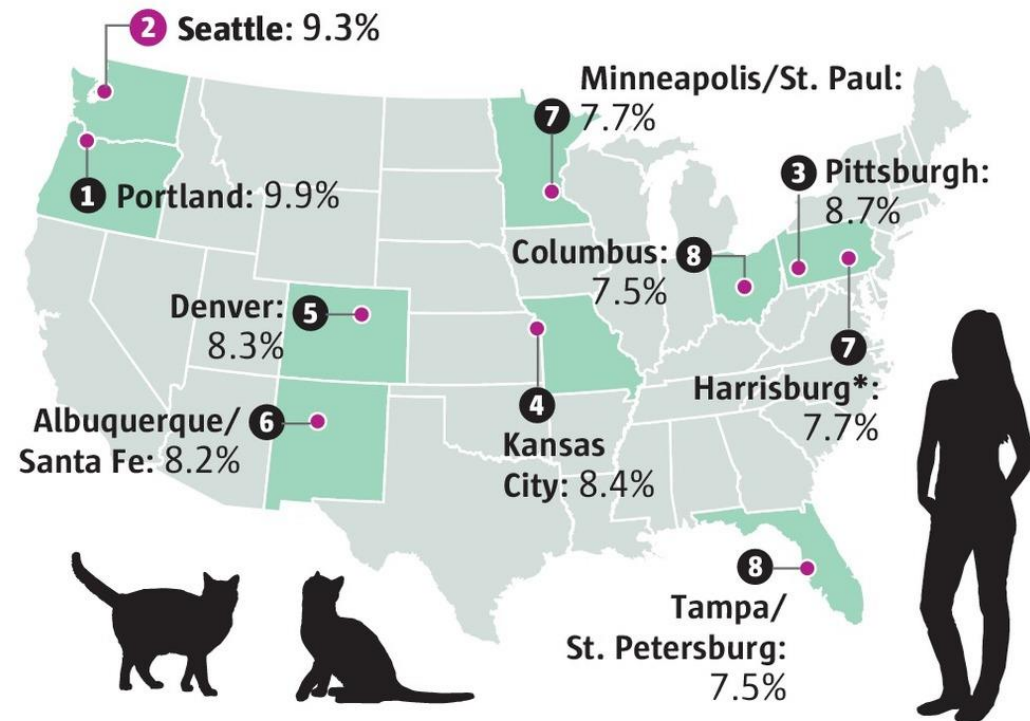 2 Seattle: 9.3%
Minneapolis/St. Paul:
7 7.7%
3 Pittsburgh:
8.7%
1 Portland: 9.9%
Columbus: 8
7.5%
Denver: 5
8.3%
7
Harrisburg*:
7.7%
Albuquerque/ 6
Santa Fe: 8.2%
4
Kansas
City: 8.4%
8
Tampa/
St. Petersburg:
7.5%